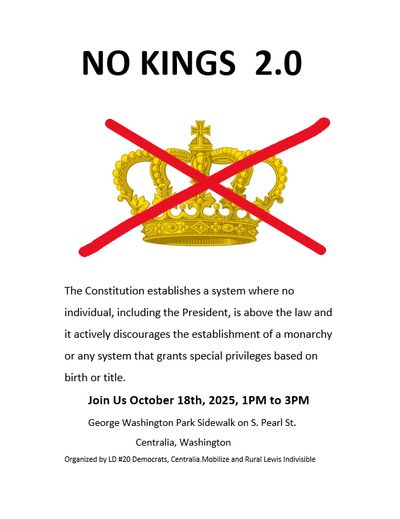 NO KINGS 2.0
The Constitution establishes a system where no
individual, including the President, is above the law and
it actively discourages the establishment of a monarchy
or any system that grants special privileges based on
birth or title.
Join Us October 18th, 2025, 1PM to 3PM
George Washington Park Sidewalk on S. Pearl St.
Centralia, Washington
Organized by LD #20 Democrats, Centralia.Mobilize and Rural Lewis Indivisible